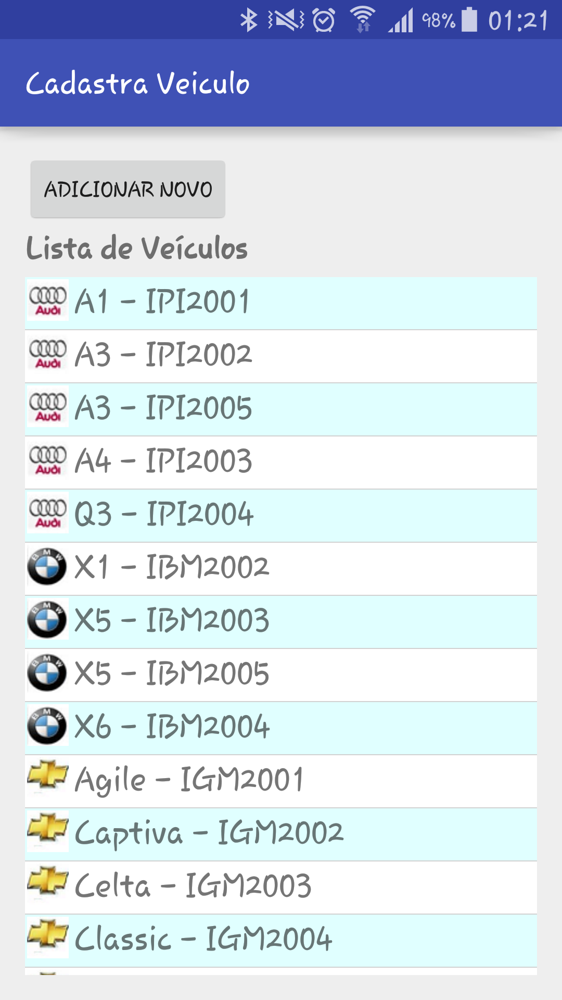 98% 01:21
Cadastra Veiculo
ADICIONAR NOVO
Lista de Veículos
Audi A1 - IPI2001
Audi A3 - IPI2002
Audi A3 - IPI2005
Audi A4 - IPI2003
Audi Q3 - IPI2004
BMW X1 - IBM2002
BMW X5 - IBM2003
BMW X5 - IBM2005
BMW X6 - IBM2004
Agile - IGM2001
Captiva - IGM2002
Celta - IGM2003
Classic - IGM2004